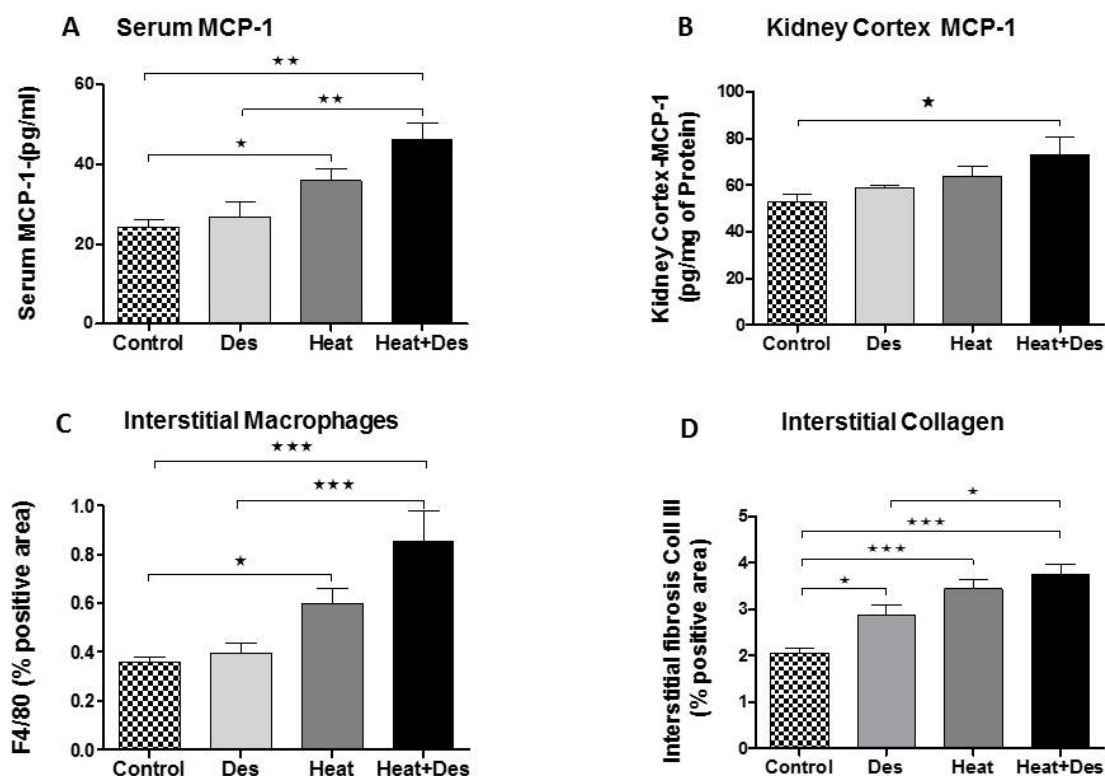 A Serum MCP-1
★★
★★
★
Serum MCP-1-(pg/ml)
60
40
20
0
Control Des Heat Heat+Des
B Kidney Cortex MCP-1
★
Kidney Cortex-MCP-1
(pg/mg of Protein)
100
80
60
40
20
0
Control Des Heat Heat+Des
C Interstitial Macrophages
★★★
★★★
★
F4/80 (% positive area)
1.0
0.8
0.6
0.4
0.2
0.0
Control Des Heat Heat+Des
D Interstitial Collagen
★
★★★
★★★
★
Interstitial fibrosis Coll III
(% positive area)
5
4
3
2
1
0
Control Des Heat Heat+Des